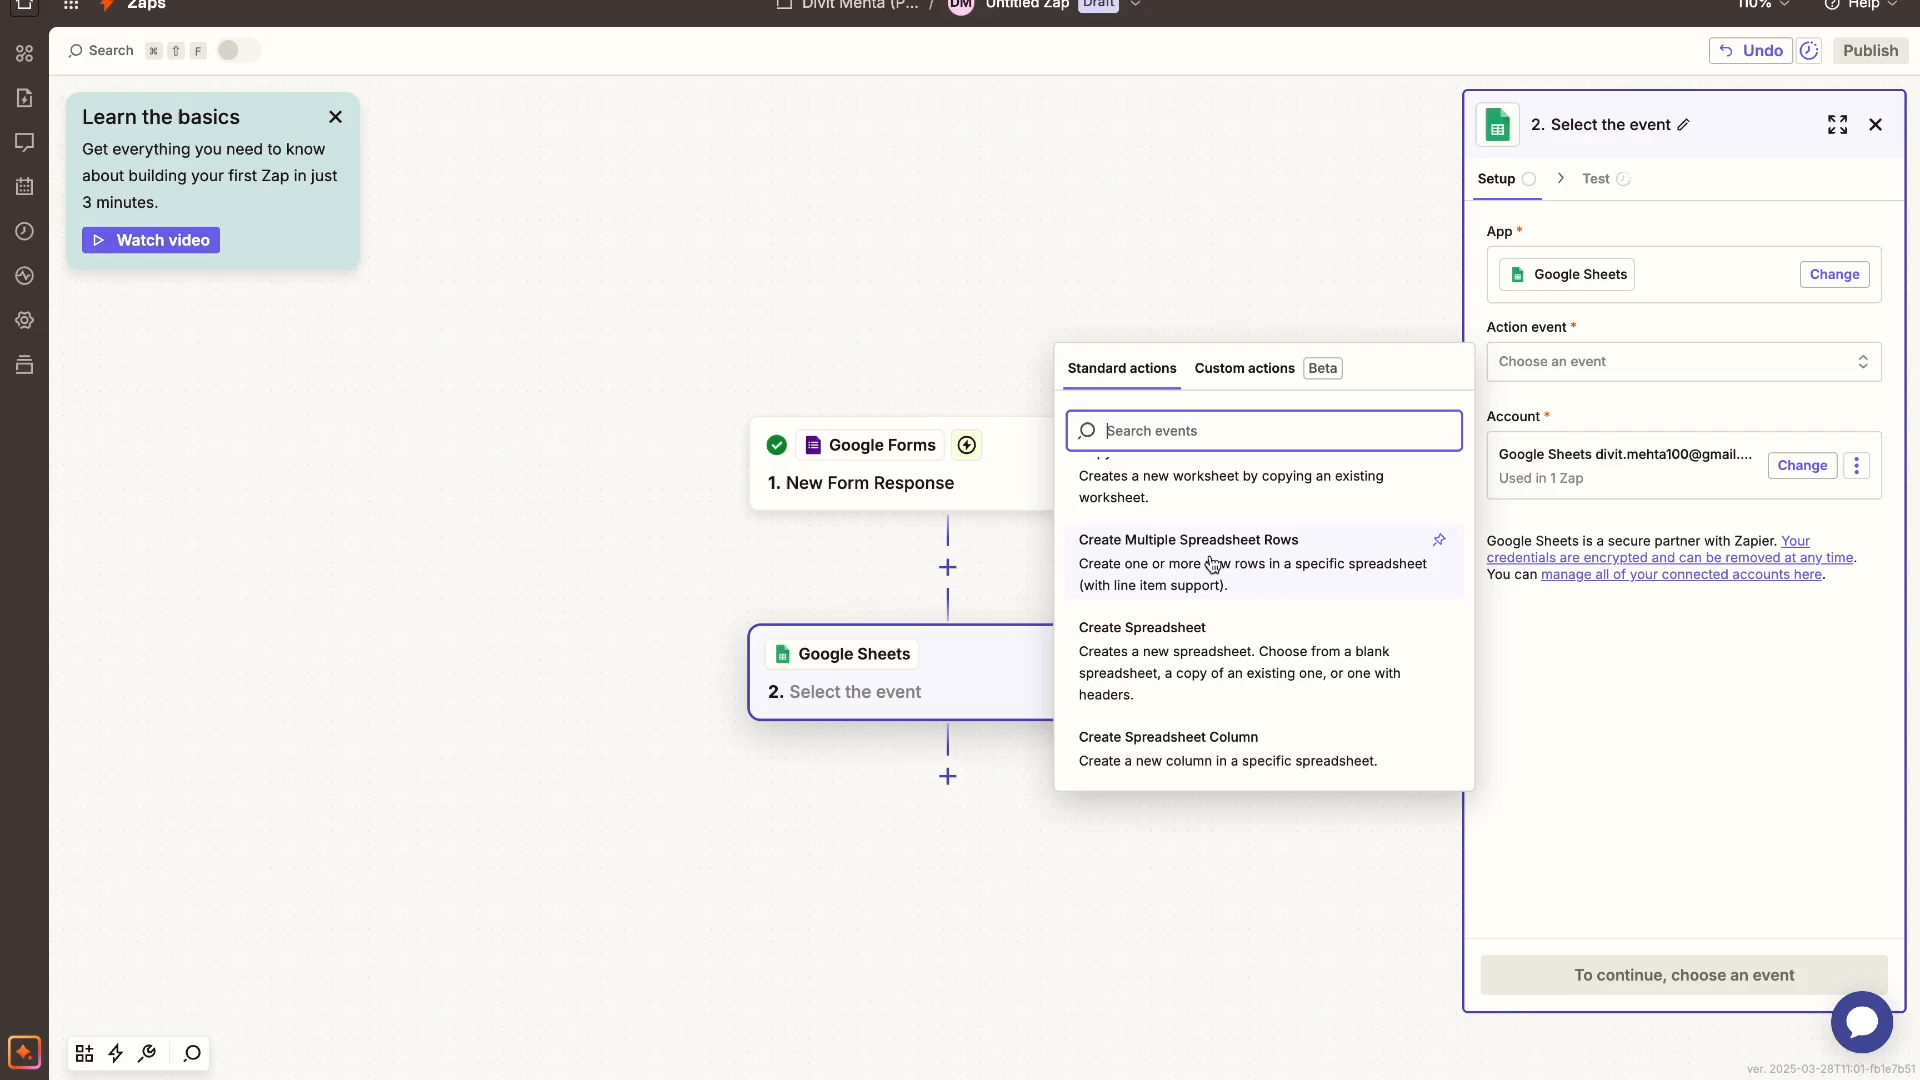 Zaps
Divit Mehta (P... / DM Untitled Zap Draft
110%
Help
Search ⌘ ⇧ F
Undo
Publish
Learn the basics
Get everything you need to know
about building your first Zap in just
3 minutes.
Watch video
Google Forms
1. New Form Response
Google Sheets
2. Select the event
Standard actions Custom actions Beta
Search events
Creates a new worksheet by copying an existing
worksheet.
Create Multiple Spreadsheet Rows
Create one or more new rows in a specific spreadsheet
(with line item support).
Create Spreadsheet
Creates a new spreadsheet. Choose from a blank
spreadsheet, a copy of an existing one, or one with
headers.
Create Spreadsheet Column
Create a new column in a specific spreadsheet.
2. Select the event
Setup > Test
App *
Google Sheets
Change
Action event *
Choose an event
Account *
Google Sheets divit.mehta100@gmail....
Used in 1 Zap
Change
Google Sheets is a secure partner with Zapier. Your
credentials are encrypted and can be removed at any time.
You can manage all of your connected accounts here.
To continue, choose an event
ver. 2025-03-28T11:01-fb1e7b51